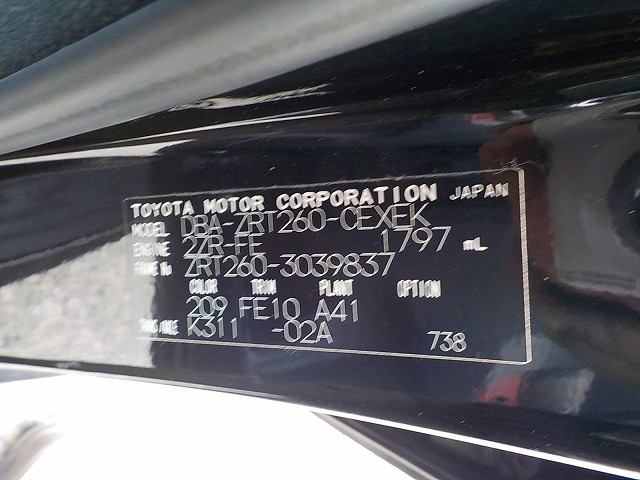 TOYOTA MOTOR CORPORATION JAPAN
MODEL DBA-ZRT260-CEXEK
ENGINE 2ZR-FE 1797 mL
FRAME No ZRT260-3039837
COLOR TRIM PLANT OPTION
209 FE10 A41
TRANS/AXLE K311 -02A 738